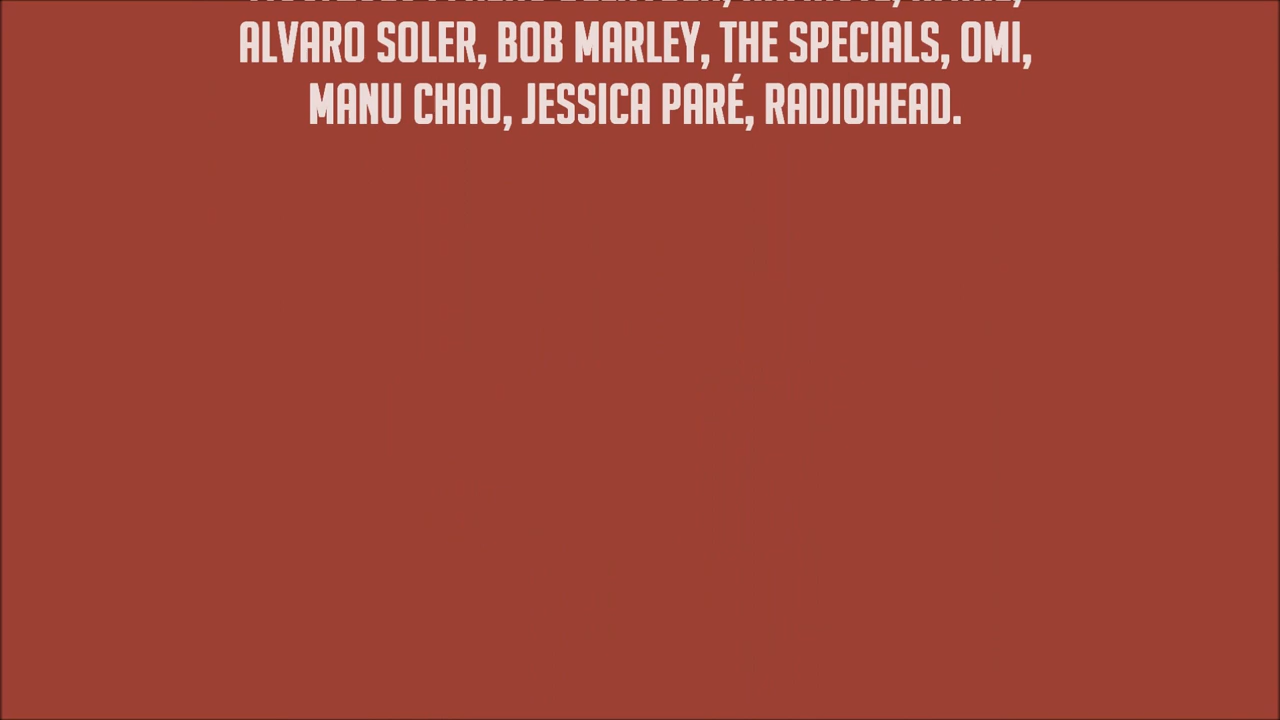 ALVARO SOLER, BOB MARLEY, THE SPECIALS, OMI,
MANU CHAO, JESSICA PARÉ, RADIOHEAD.